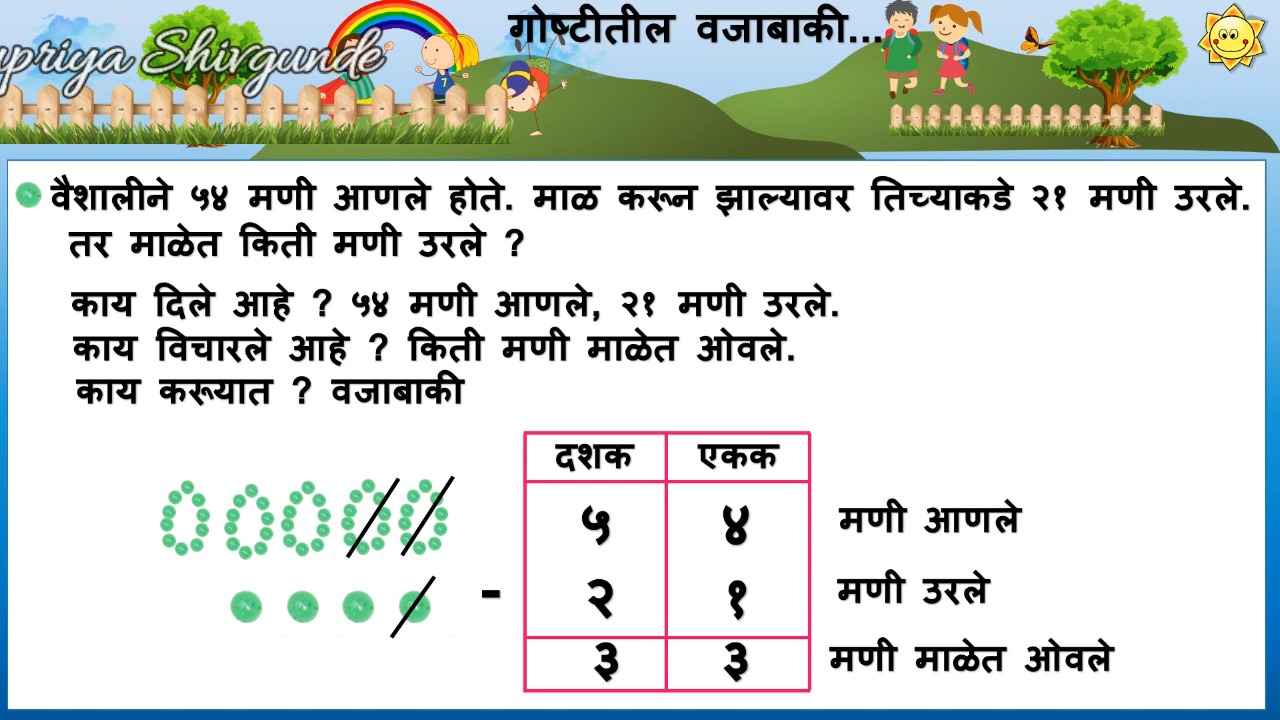 गोष्टीतील वजाबाकी...
upriya Shivgunde
वैशालीने ५४ मणी आणले होते. माळ करून झाल्यावर तिच्याकडे २१ मणी उरले.
तर माळेत किती मणी उरले ?
काय दिले आहे ? ५४ मणी आणले, २१ मणी उरले.
काय विचारले आहे ? किती मणी माळेत ओवले.
काय करूयात ? वजाबाकी
दशक एकक
५ ४ मणी आणले
- २ १ मणी उरले
३ ३ मणी माळेत ओवले